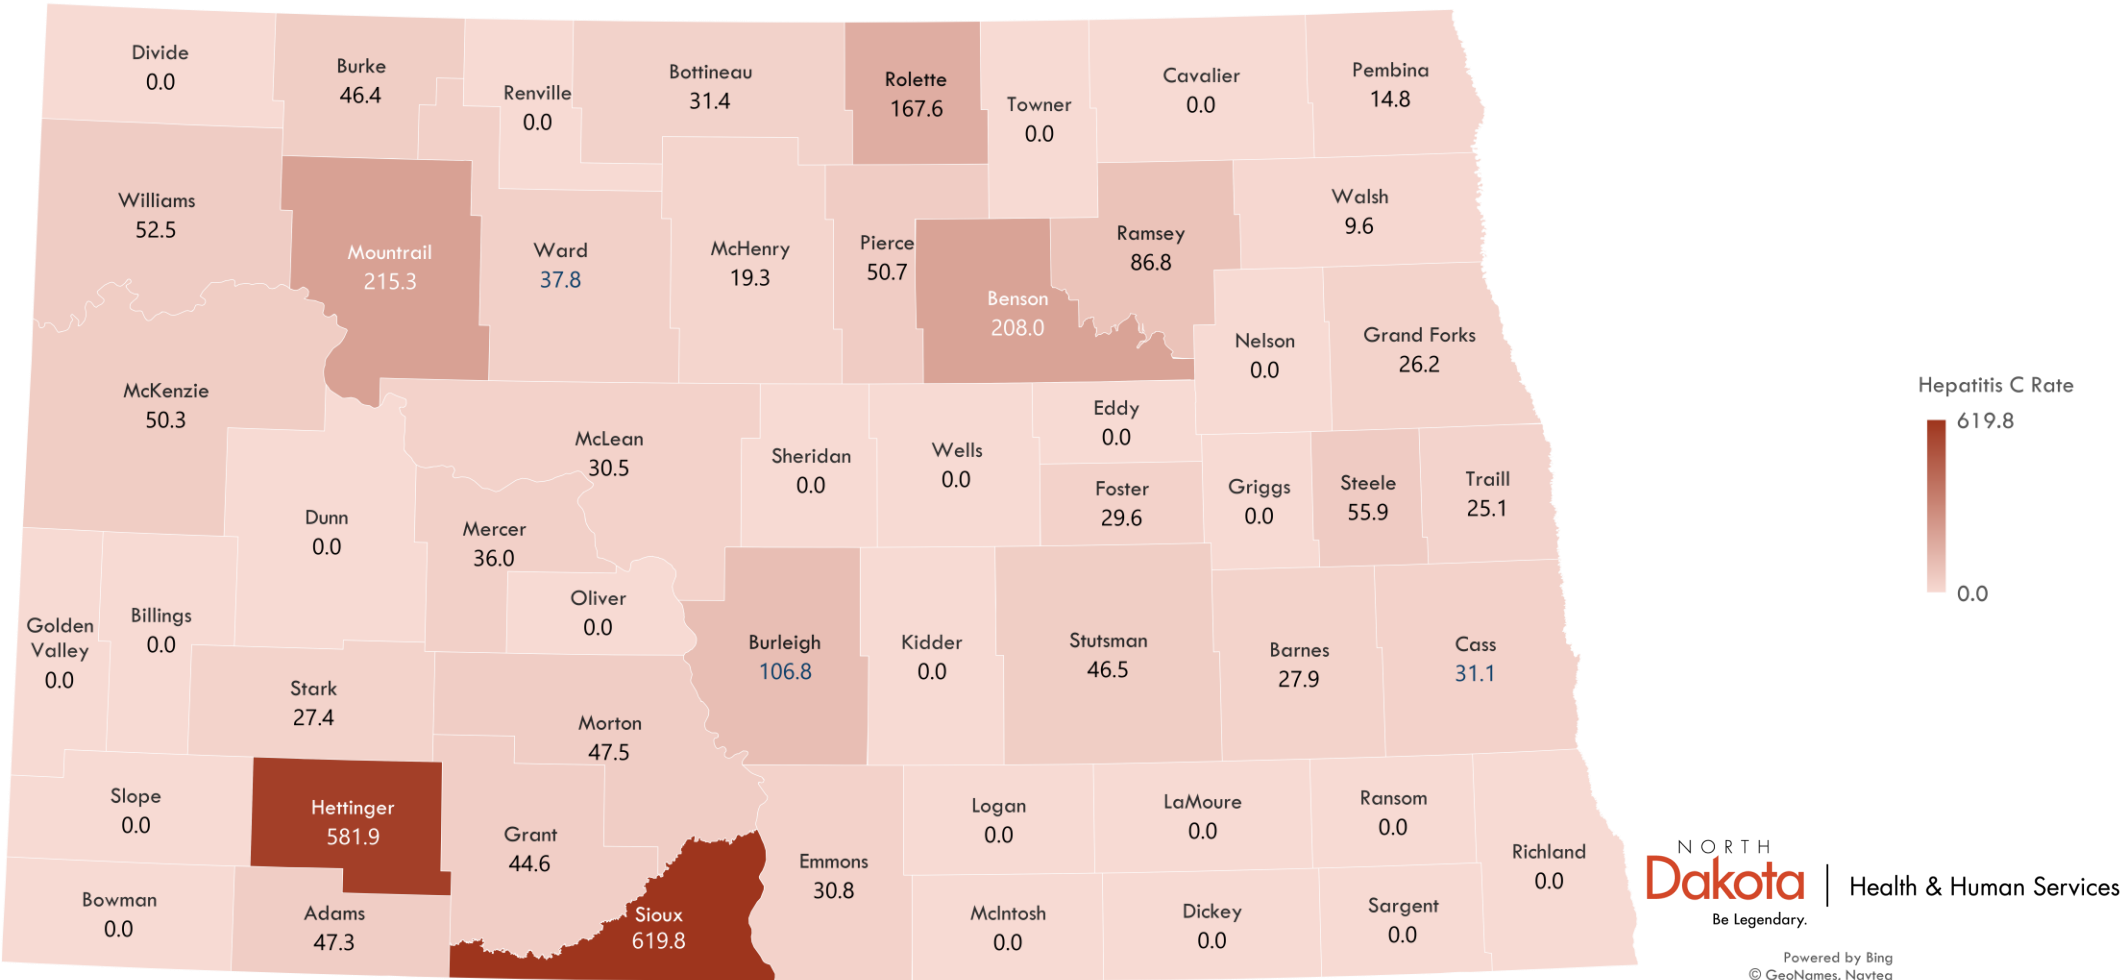 Divide
0.0
Burke
46.4
Renville
0.0
Bottineau
31.4
Rolette
167.6
Towner
0.0
Cavalier
0.0
Pembina
14.8
Williams
52.5
Mountrail
215.3
Ward
37.8
McHenry
19.3
Pierce
50.7
Benson
208.0
Ramsey
86.8
Walsh
9.6
Nelson
0.0
Grand Forks
26.2
McKenzie
50.3
Dunn
0.0
McLean
30.5
Mercer
36.0
Oliver
0.0
Sheridan
0.0
Wells
0.0
Eddy
0.0
Foster
29.6
Griggs
0.0
Steele
55.9
Traill
25.1
Golden
Valley
0.0
Billings
0.0
Stark
27.4
Morton
47.5
Burleigh
106.8
Kidder
0.0
Stutsman
46.5
Barnes
27.9
Cass
31.1
Slope
0.0
Hettinger
581.9
Grant
44.6
Bowman
0.0
Adams
47.3
Sioux
619.8
Emmons
30.8
Logan
0.0
LaMoure
0.0
Ransom
0.0
Richland
0.0
McIntosh
0.0
Dickey
0.0
Sargent
0.0
Hepatitis C Rate
619.8
0.0
NORTH
Dakota
Be Legendary.
Health & Human Services
Powered by Bing
© GeoNames, Navteq